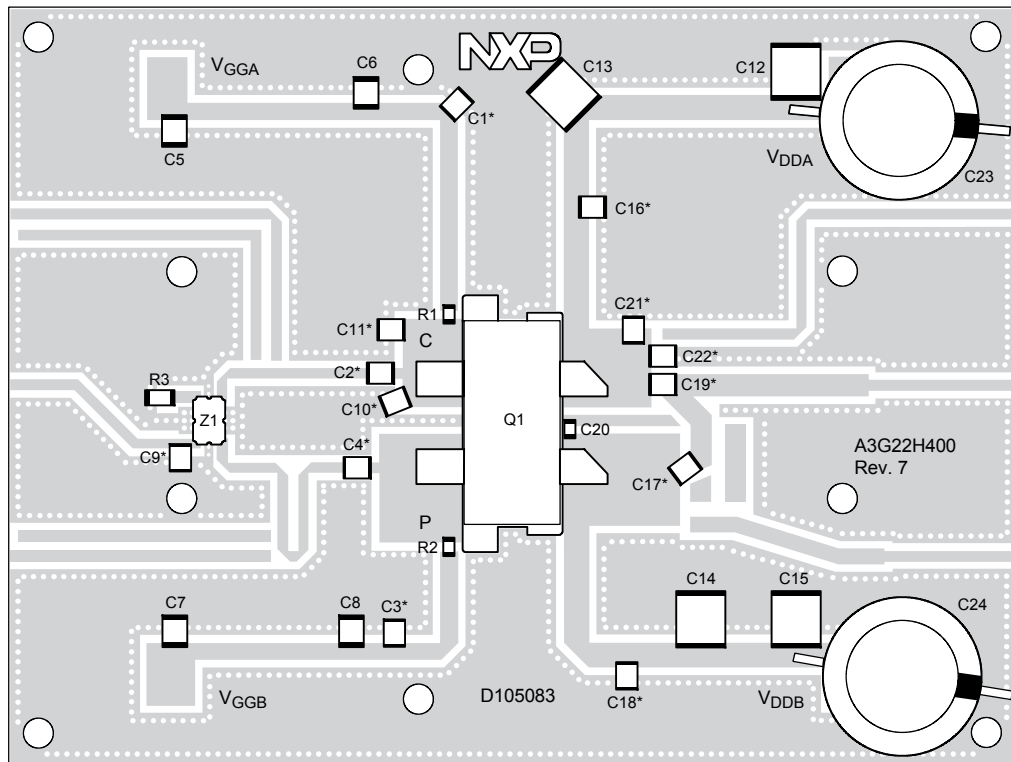 NXP
VGGA
C6
C13
C12
C1*
C5
VDDA
C23
C16*
R1
C21*
C11*
C
C22*
C2*
R3
C19*
C10*
Z1
Q1
C20
C4*
A3G22H400
Rev. 7
C9*
C17*
P
R2
C14
C15
C7
C8
C3*
C24
VGGB
D105083
C18*
VDDB